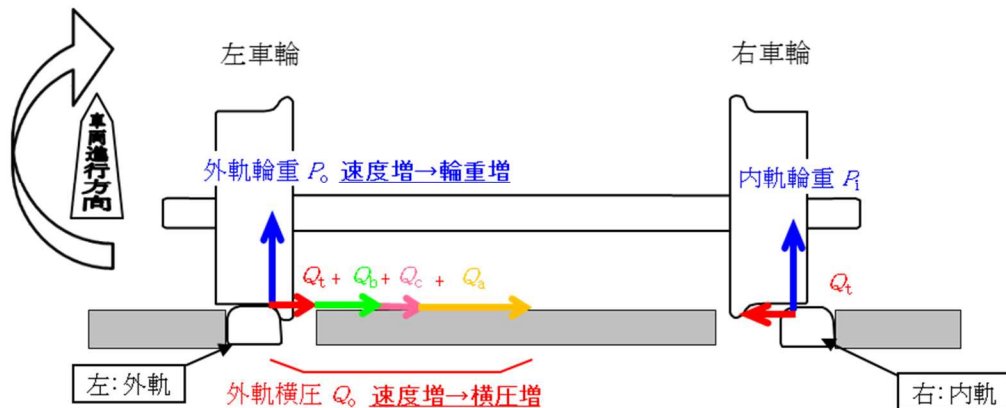 左車輪
右車輪
車両進行方向
外軌輪重 Pₒ 速度増→輪重増
内軌輪重 Pᵢ
Qₜ + Q_b + Q_c + Qₐ
Qₜ
左：外軌
外軌横圧 Qₒ 速度増→横圧増
右：内軌